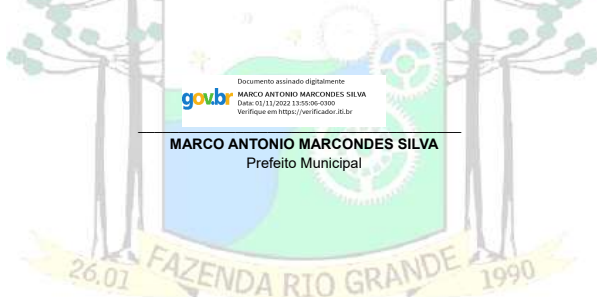 Documento assinado digitalmente
gov.br
MARCO ANTONIO MARCONDES SILVA
Data: 01/11/2022 13:55:06-0300
Verifique em https://verificador.iti.br
MARCO ANTONIO MARCONDES SILVA
Prefeito Municipal
26.01 FAZENDA RIO GRANDE 1990